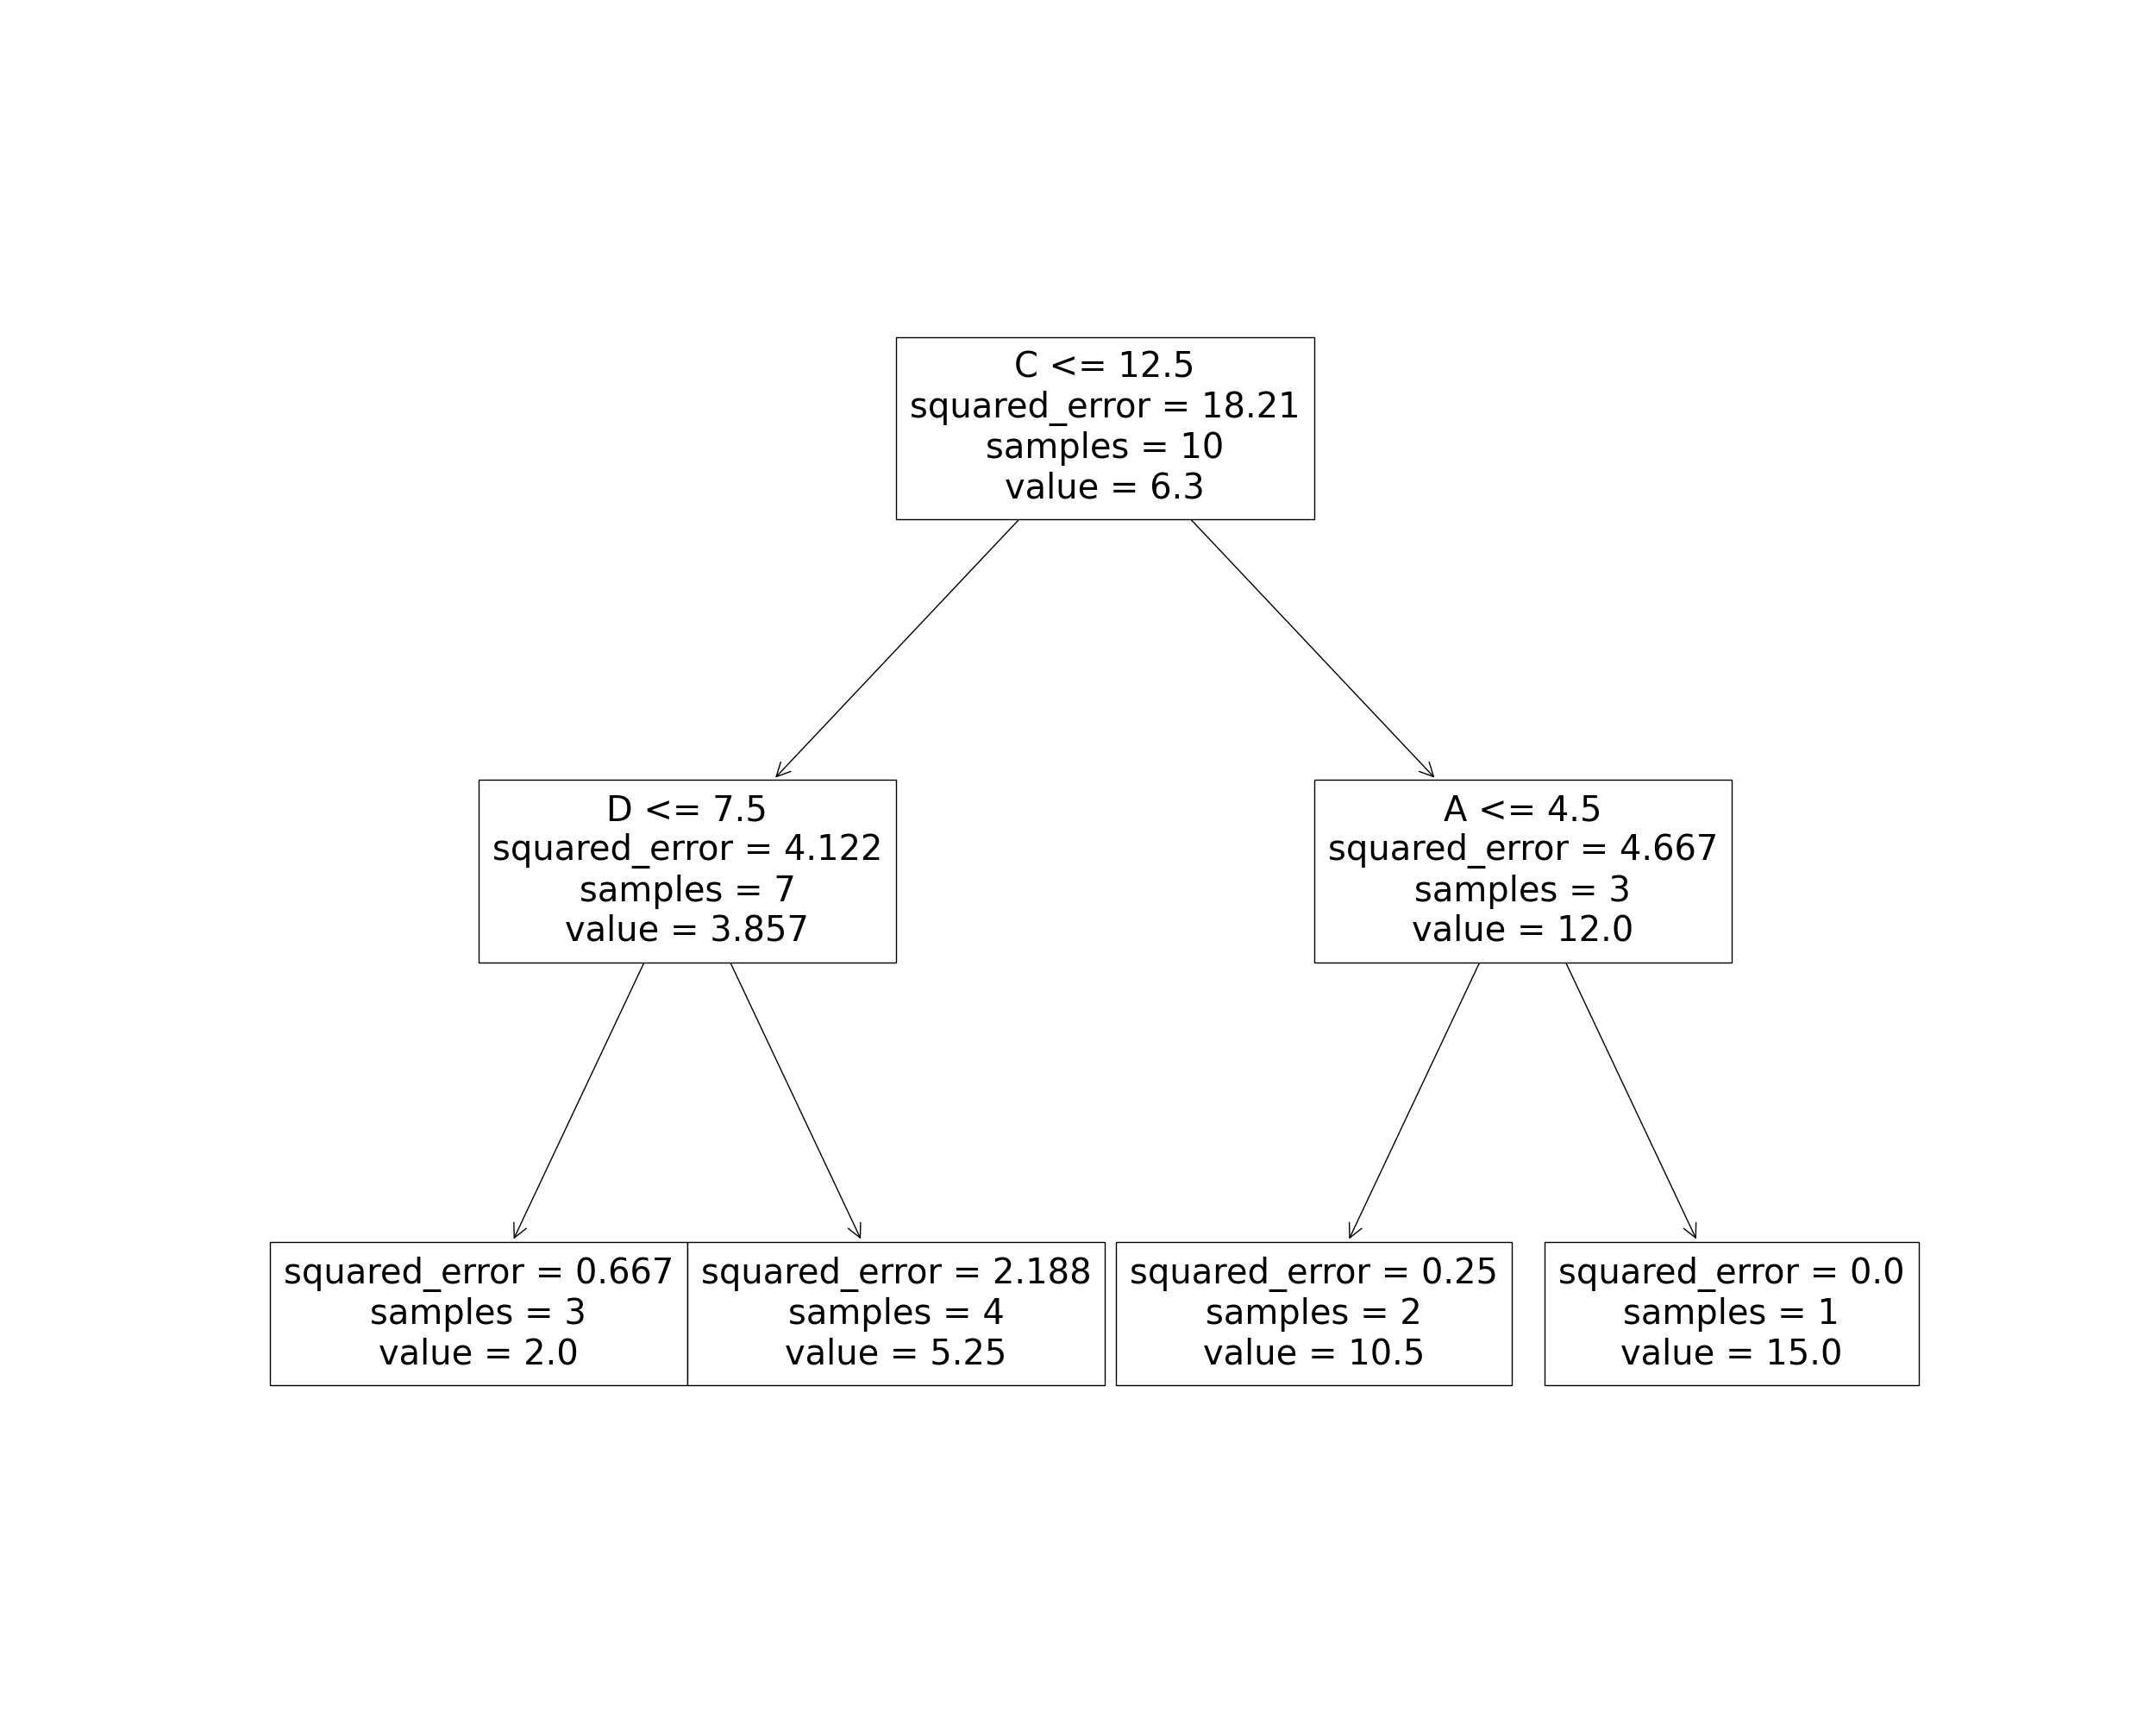 C <= 12.5
squared_error = 18.21
samples = 10
value = 6.3
D <= 7.5
squared_error = 4.122
samples = 7
value = 3.857
A <= 4.5
squared_error = 4.667
samples = 3
value = 12.0
squared_error = 0.667
samples = 3
value = 2.0
squared_error = 2.188
samples = 4
value = 5.25
squared_error = 0.25
samples = 2
value = 10.5
squared_error = 0.0
samples = 1
value = 15.0